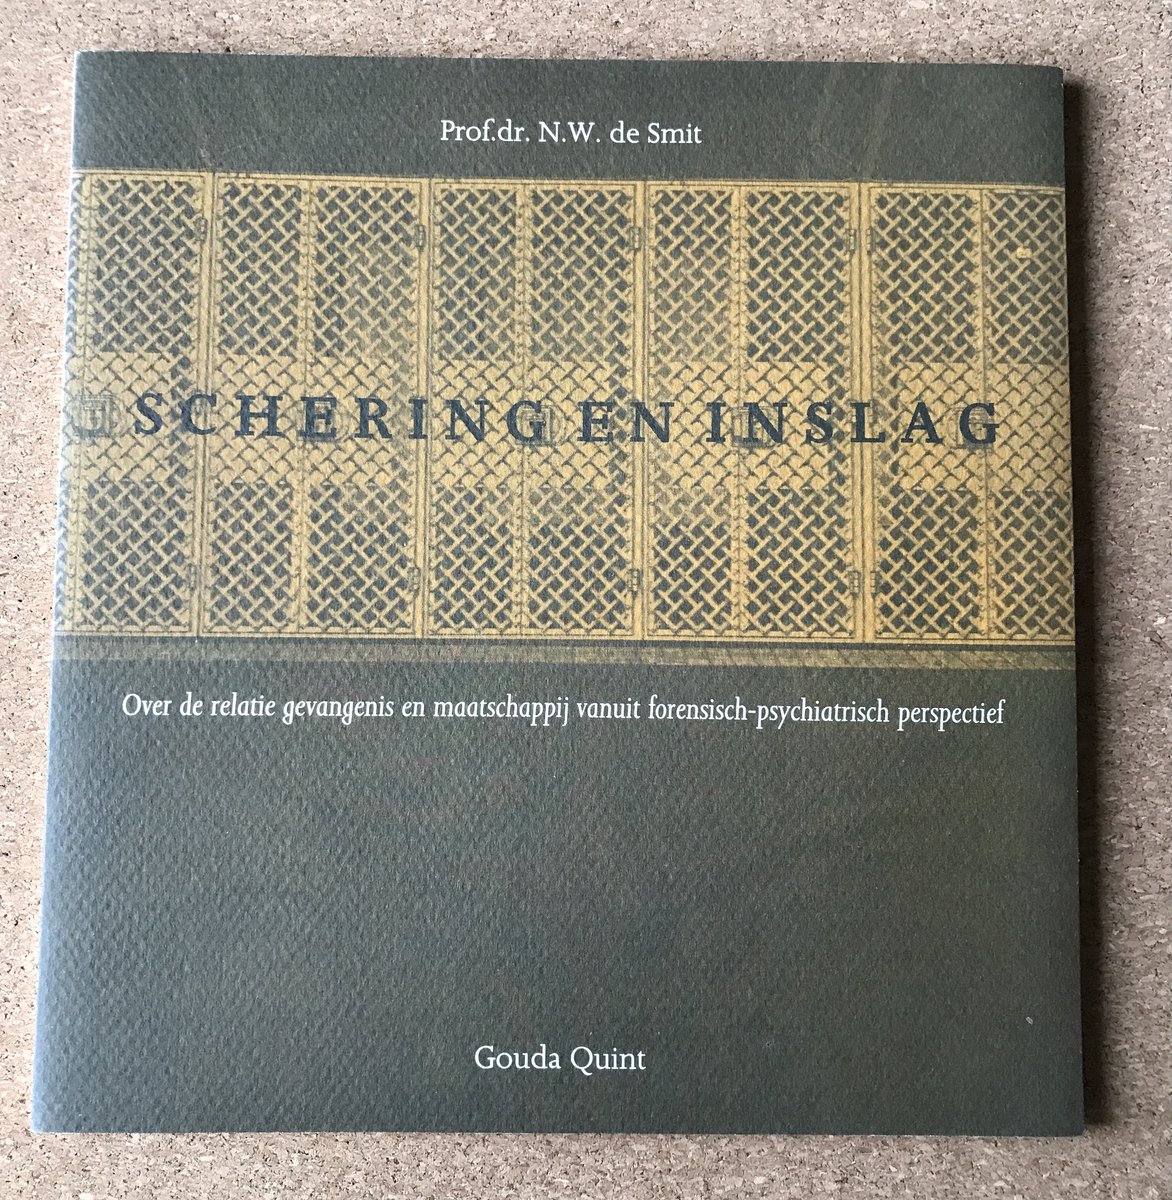 Prof.dr. N.W. de Smit
SCHERING EN INSLAG
Over de relatie gevangenis en maatschappij vanuit forensisch-psychiatrisch perspectief
Gouda Quint